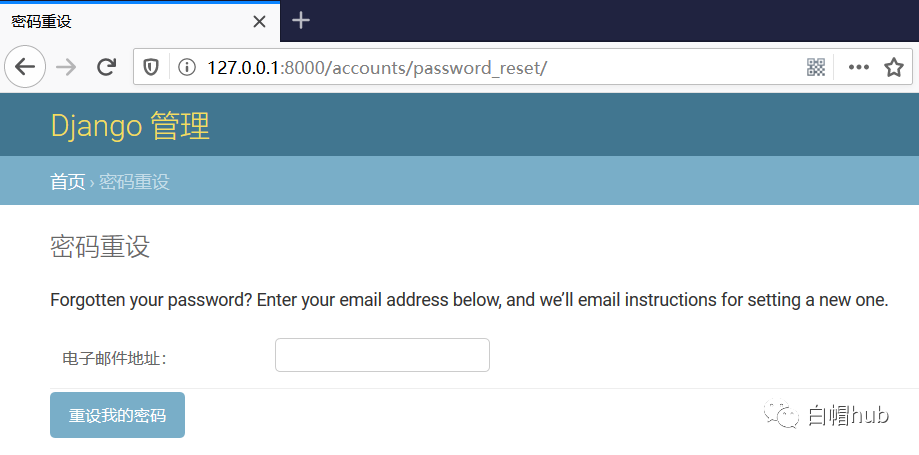 密码重设
127.0.0.1:8000/accounts/password_reset/
Django 管理
首页 › 密码重设
密码重设
Forgotten your password? Enter your email address below, and we’ll email instructions for setting a new one.
电子邮件地址:
重设我的密码
白帽hub